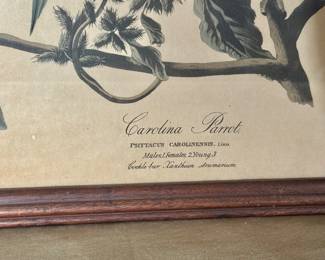 Carolina Parrot.
PSITTACUS CAROLINENSIS. Linn.
Males,1. Females, 2. Young,3
Cockle-bur Xanthium strumarium.